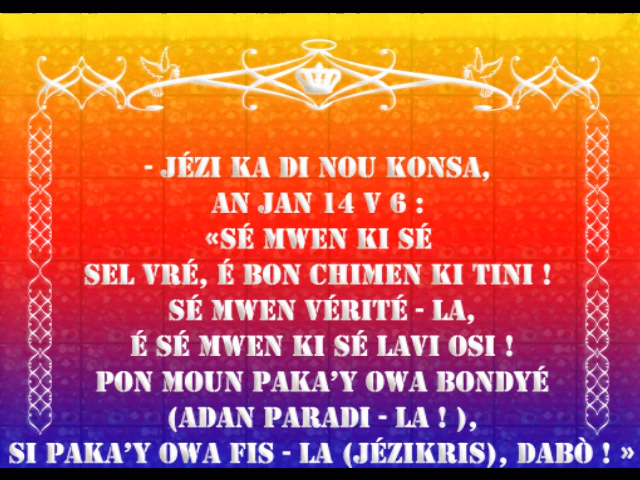 - JÉZI KA DI NOU KONSA,
AN JAN 14 V 6 :
«SÉ MWEN KI SÉ
SEL VRÉ, É BON CHIMEN KI TINI !
SÉ MWEN VÉRITÉ - LA,
É SÉ MWEN KI SÉ LAVI OSI !
PON MOUN PAKA'Y OWA BONDYÉ
(ADAN PARADI - LA ! ),
SI PAKA'Y OWA FIS - LA (JÉZIKRIS), DABÒ ! »